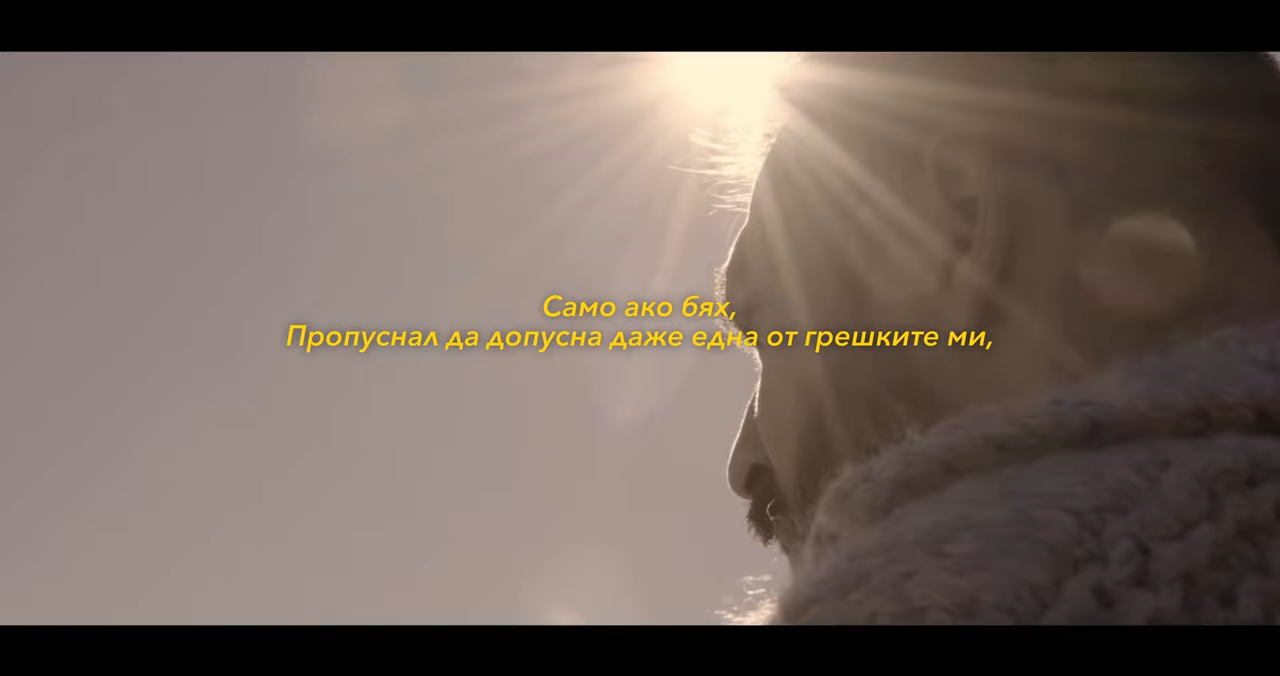 Само ако бях,
Пропуснал да допусна даже една от грешките ми,